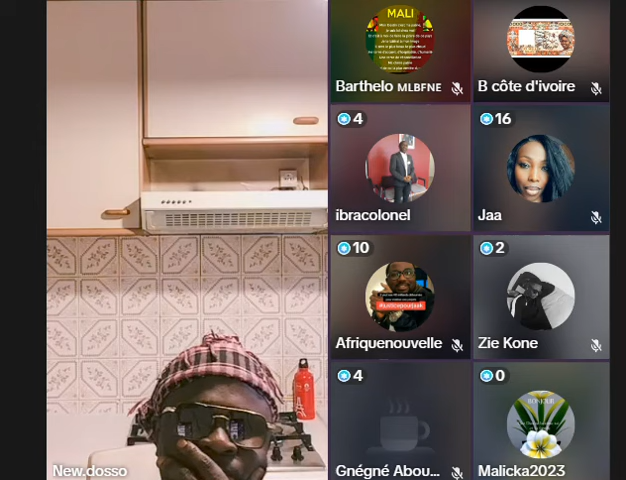 MALI
Barthelo MLBFNE
B côte d'ivoire
4
16
ibracolonel
Jaa
10
2
Afriquenouvelle
Zie Kone
4
0
BONJOUR
New.dosso
Gnégné Abou...
Malicka2023